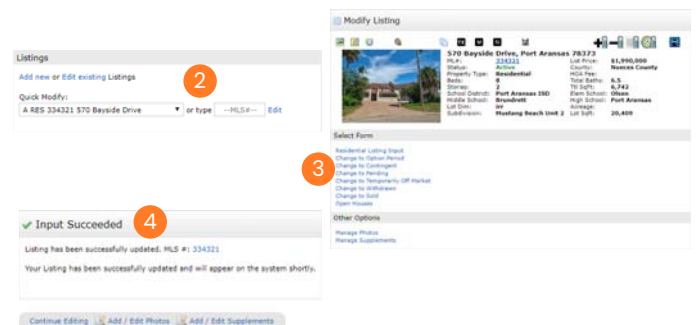 Listings
Add new or Edit existing Listings
2
Quick Modify:
A RES 334321 570 Bayside Drive
or type --MLS#-- Edit
Modify Listing
570 Bayside Drive, Port Aransas 78373
MLS#: 334321 List Price: $1,990,000
Status: Active County: Nueces County
Property Type: Residential HOA Fee:
Beds: 8 Total Baths: 6.5
Stories: 2 Ttl Sqft: 6,742
School District: Port Aransas ISD Elem School: Olsen
Middle School: Brundrett High School: Port Aransas
Lot Dim: irr Acreage:
Subdivision: Mustang Beach Unit 2 Lot Sqft: 20,409
Select Form
3
Residential Listing Input
Change to Option Period
Change to Contingent
Change to Pending
Change to Temporarily Off Market
Change to Withdrawn
Change to Sold
Open Houses
Other Options
Manage Photos
Manage Supplements
Input Succeeded
4
Listing has been successfully updated. MLS #: 334321
Your Listing has been successfully updated and will appear on the system shortly.
Continue Editing Add / Edit Photos Add / Edit Supplements